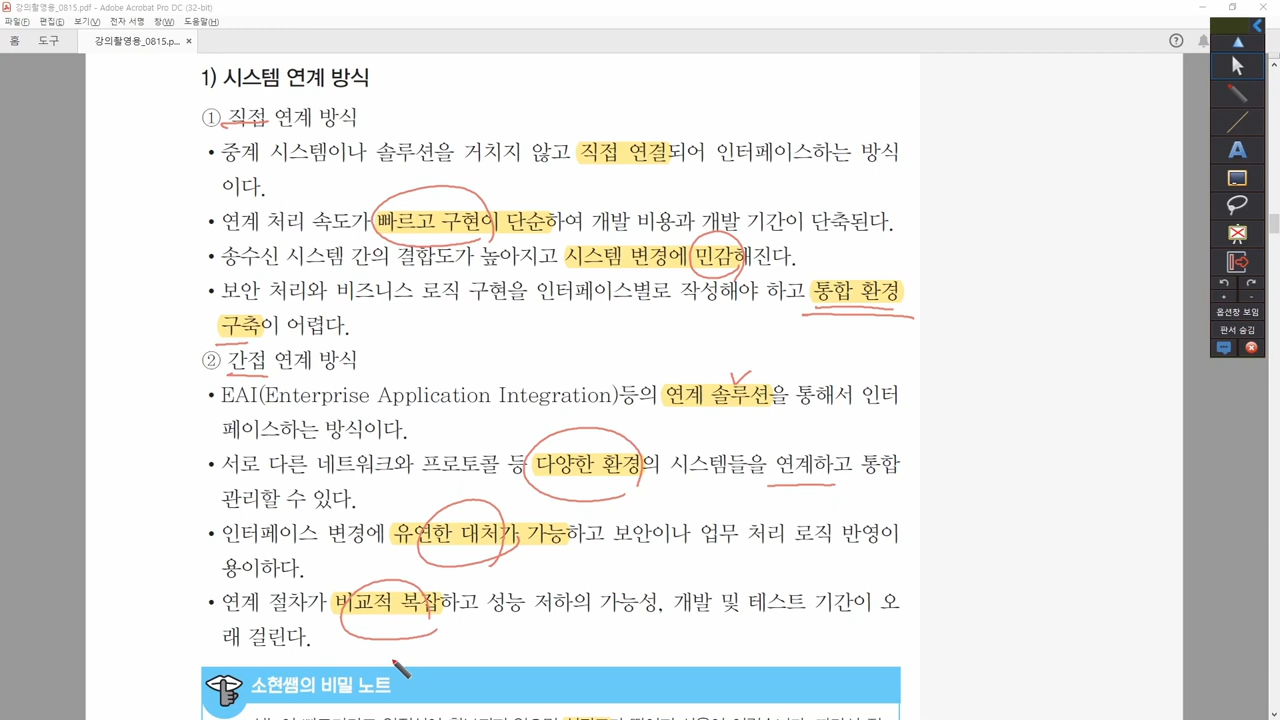 강의촬영용_0815.pdf - Adobe Acrobat Pro DC (32-bit)
파일(F) 편집(E) 보기(V) 전자 서명 창(W) 도움말(H)
홈 도구 강의촬영용_0815.p... ×
1) 시스템 연계 방식
① 직접 연계 방식
• 중계 시스템이나 솔루션을 거치지 않고 직접 연결되어 인터페이스하는 방식
이다.
• 연계 처리 속도가 빠르고 구현이 단순하여 개발 비용과 개발 기간이 단축된다.
• 송수신 시스템 간의 결합도가 높아지고 시스템 변경에 민감해진다.
• 보안 처리와 비즈니스 로직 구현을 인터페이스별로 작성해야 하고 통합 환경
구축이 어렵다.
② 간접 연계 방식
• EAI(Enterprise Application Integration)등의 연계 솔루션을 통해서 인터
페이스하는 방식이다.
• 서로 다른 네트워크와 프로토콜 등 다양한 환경의 시스템들을 연계하고 통합
관리할 수 있다.
• 인터페이스 변경에 유연한 대처가 가능하고 보안이나 업무 처리 로직 반영이
용이하다.
• 연계 절차가 비교적 복잡하고 성능 저하의 가능성, 개발 및 테스트 기간이 오
래 걸린다.
소현쌤의 비밀 노트
A
옵션창 보임
판서 숨김